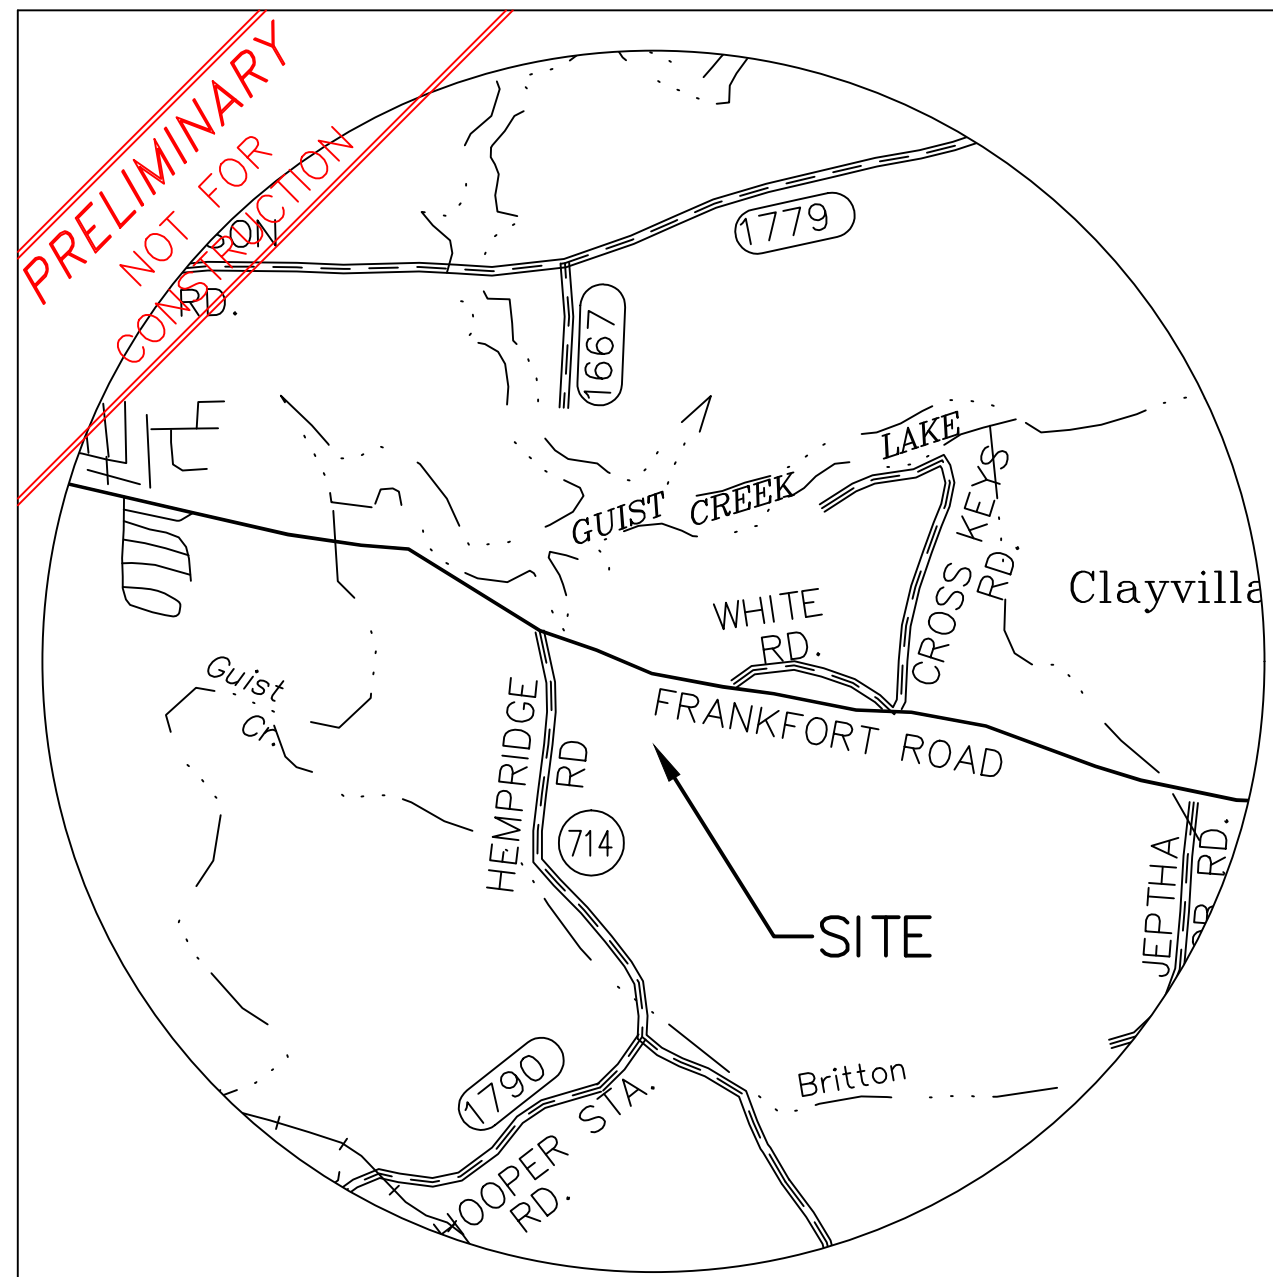 PRELIMINARY
NOT FOR
CONSTRUCTION
RD.
1779
1667
GUIST CREEK LAKE
CROSS KEYS
RD.
Clayvilla
WHITE
RD.
FRANKFORT ROAD
Guist
Cr.
HEMPRIDGE
RD
714
SITE
JEPTHA
RD.
Britton
1790
HOOPER STA.
RD.